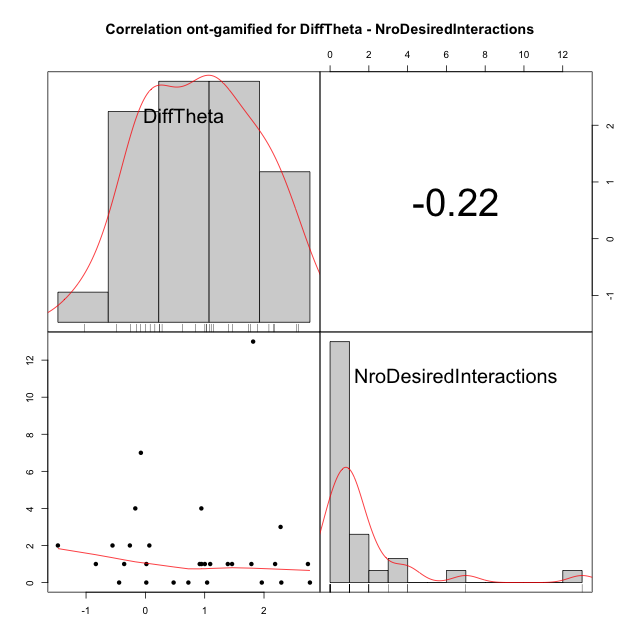 Correlation ont-gamified for DiffTheta - NroDesiredInteractions
0 2 4 6 8 10 12
DiffTheta
-0.22
2
1
0
-1
NroDesiredInteractions
12
10
8
6
4
2
0
-1 0 1 2